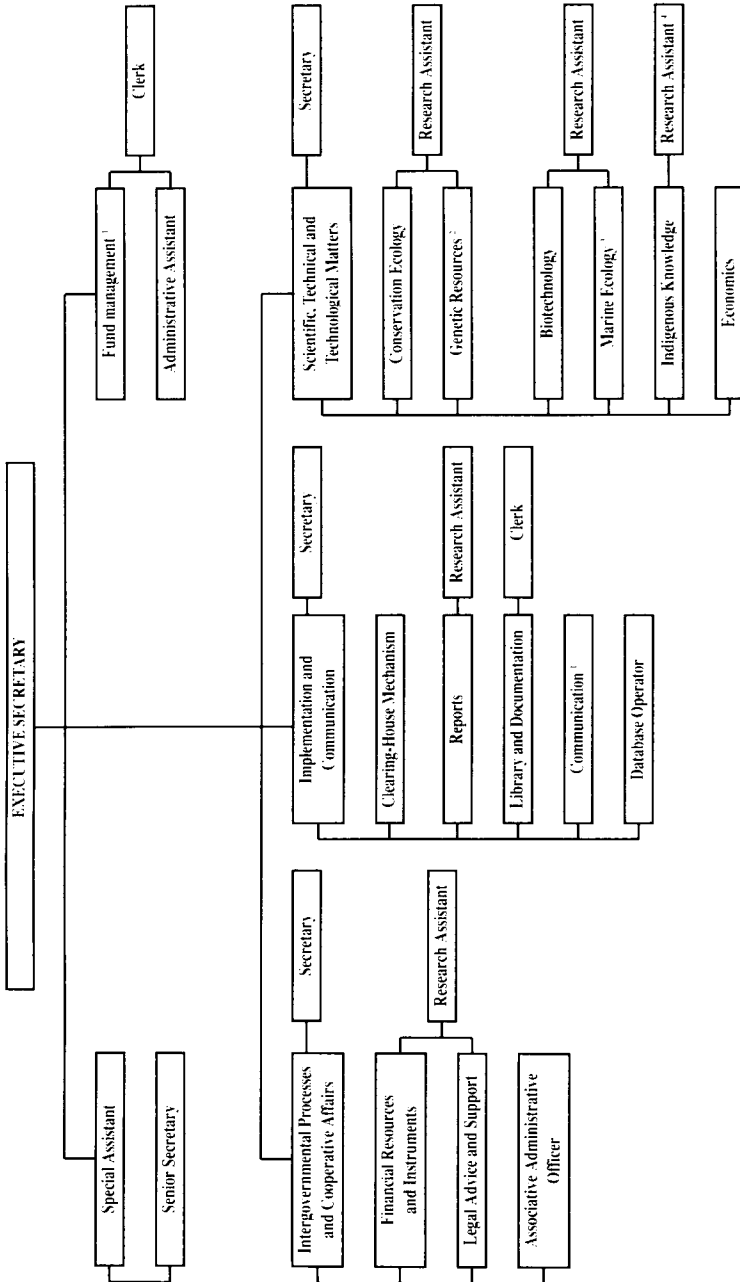 EXECUTIVE SECRETARY
Special Assistant
Senior Secretary
Fund management ¹
Administrative Assistant
Clerk
Intergovernmental Processes
and Cooperative Affairs
Secretary
Financial Resources
and Instruments
Legal Advice and Support
Research Assistant
Associative Administrative
Officer
Implementation and
Communication
Secretary
Clearing-House Mechanism
Reports
Research Assistant
Library and Documentation
Clerk
Communication
Database Operator
Scientific, Technical and
Technological Matters
Secretary
Conservation Ecology
Genetic Resources ²
Research Assistant
Biotechnology
Marine Ecology
Research Assistant
Indigenous Knowledge
Research Assistant
Economics